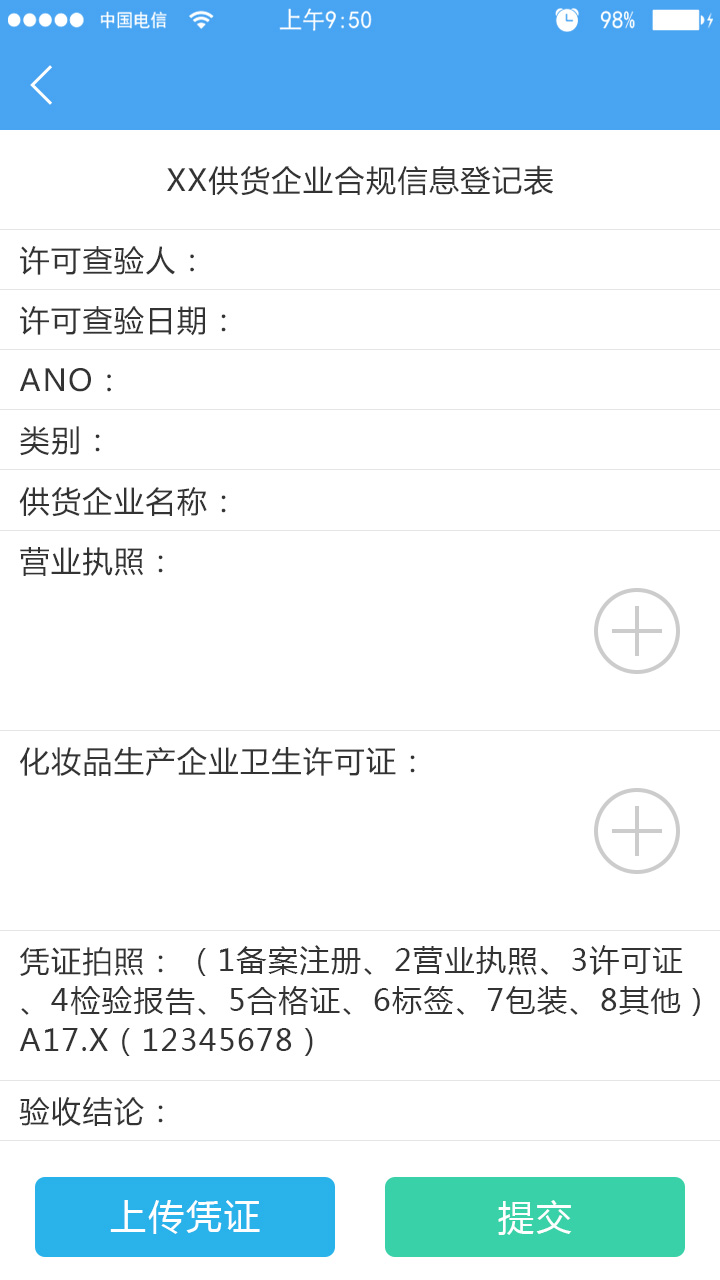 中国电信 上午9:50 98%
XX供货企业合规信息登记表
许可查验人：
许可查验日期：
ANO：
类别：
供货企业名称：
营业执照：
化妆品生产企业卫生许可证：
凭证拍照：（1备案注册、2营业执照、3许可证
、4检验报告、5合格证、6标签、7包装、8其他）
A17.X（12345678）
验收结论：
上传凭证 提交